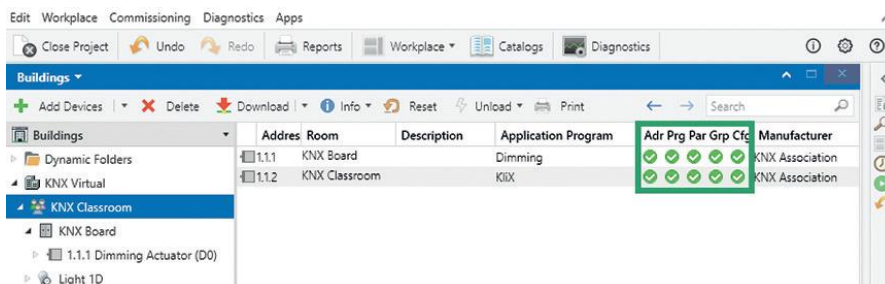 Edit Workplace Commissioning Diagnostics Apps
Close Project Undo Redo Reports Workplace Catalogs Diagnostics
Buildings
Add Devices Delete Download Info Reset Unload Print Search
Buildings Addres Room Description Application Program Adr Prg Par Grp Cfg Manufacturer
Dynamic Folders 1.1.1 KNX Board Dimming KNX Association
KNX Virtual 1.1.2 KNX Classroom KliX KNX Association
KNX Classroom
KNX Board
1.1.1 Dimming Actuator (D0)
Light 1D